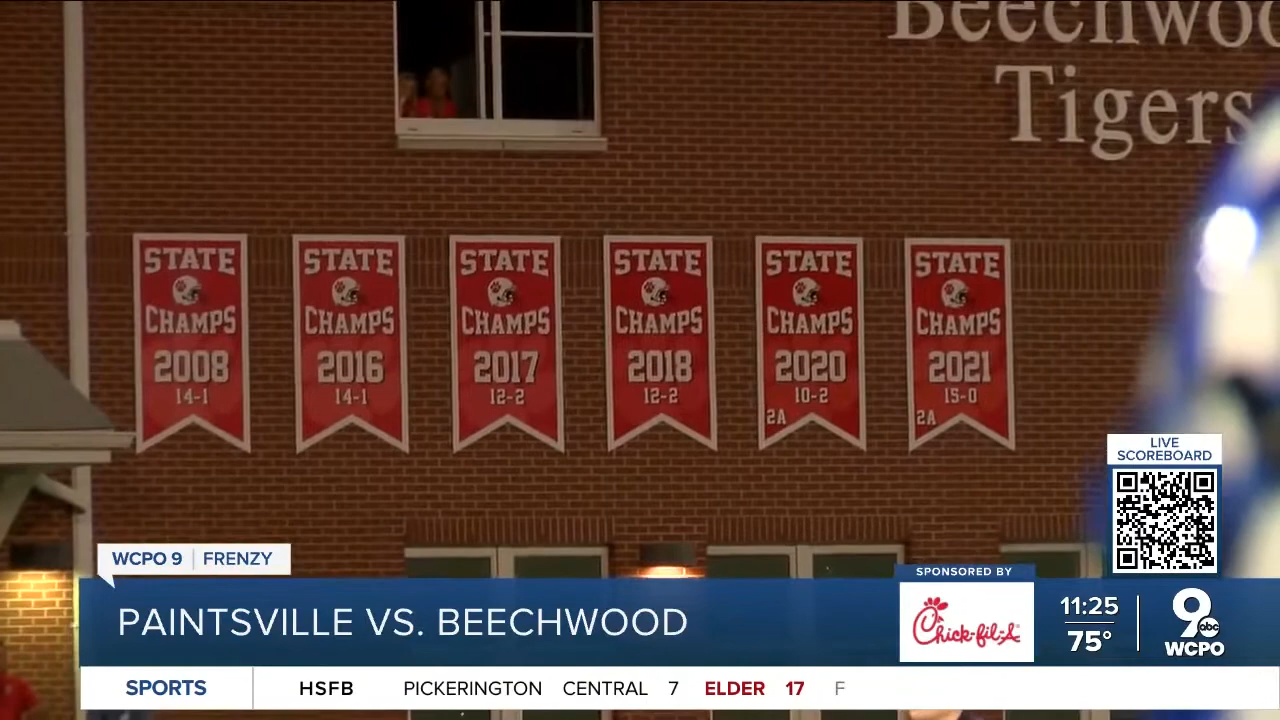 Beechwoo
Tigers
STATE
CHAMPS
2008
14-1
STATE
CHAMPS
2016
14-1
STATE
CHAMPS
2017
12-2
STATE
CHAMPS
2018
12-2
STATE
CHAMPS
2020
10-2
2A
STATE
CHAMPS
2021
15-0
2A
LIVE
SCOREBOARD
WCPO 9 FRENZY
PAINTSVILLE VS. BEECHWOOD
SPONSORED BY
Chick-fil-A
11:25
75°
9 abc
WCPO
SPORTS HSFB PICKERINGTON CENTRAL 7 ELDER 17 F